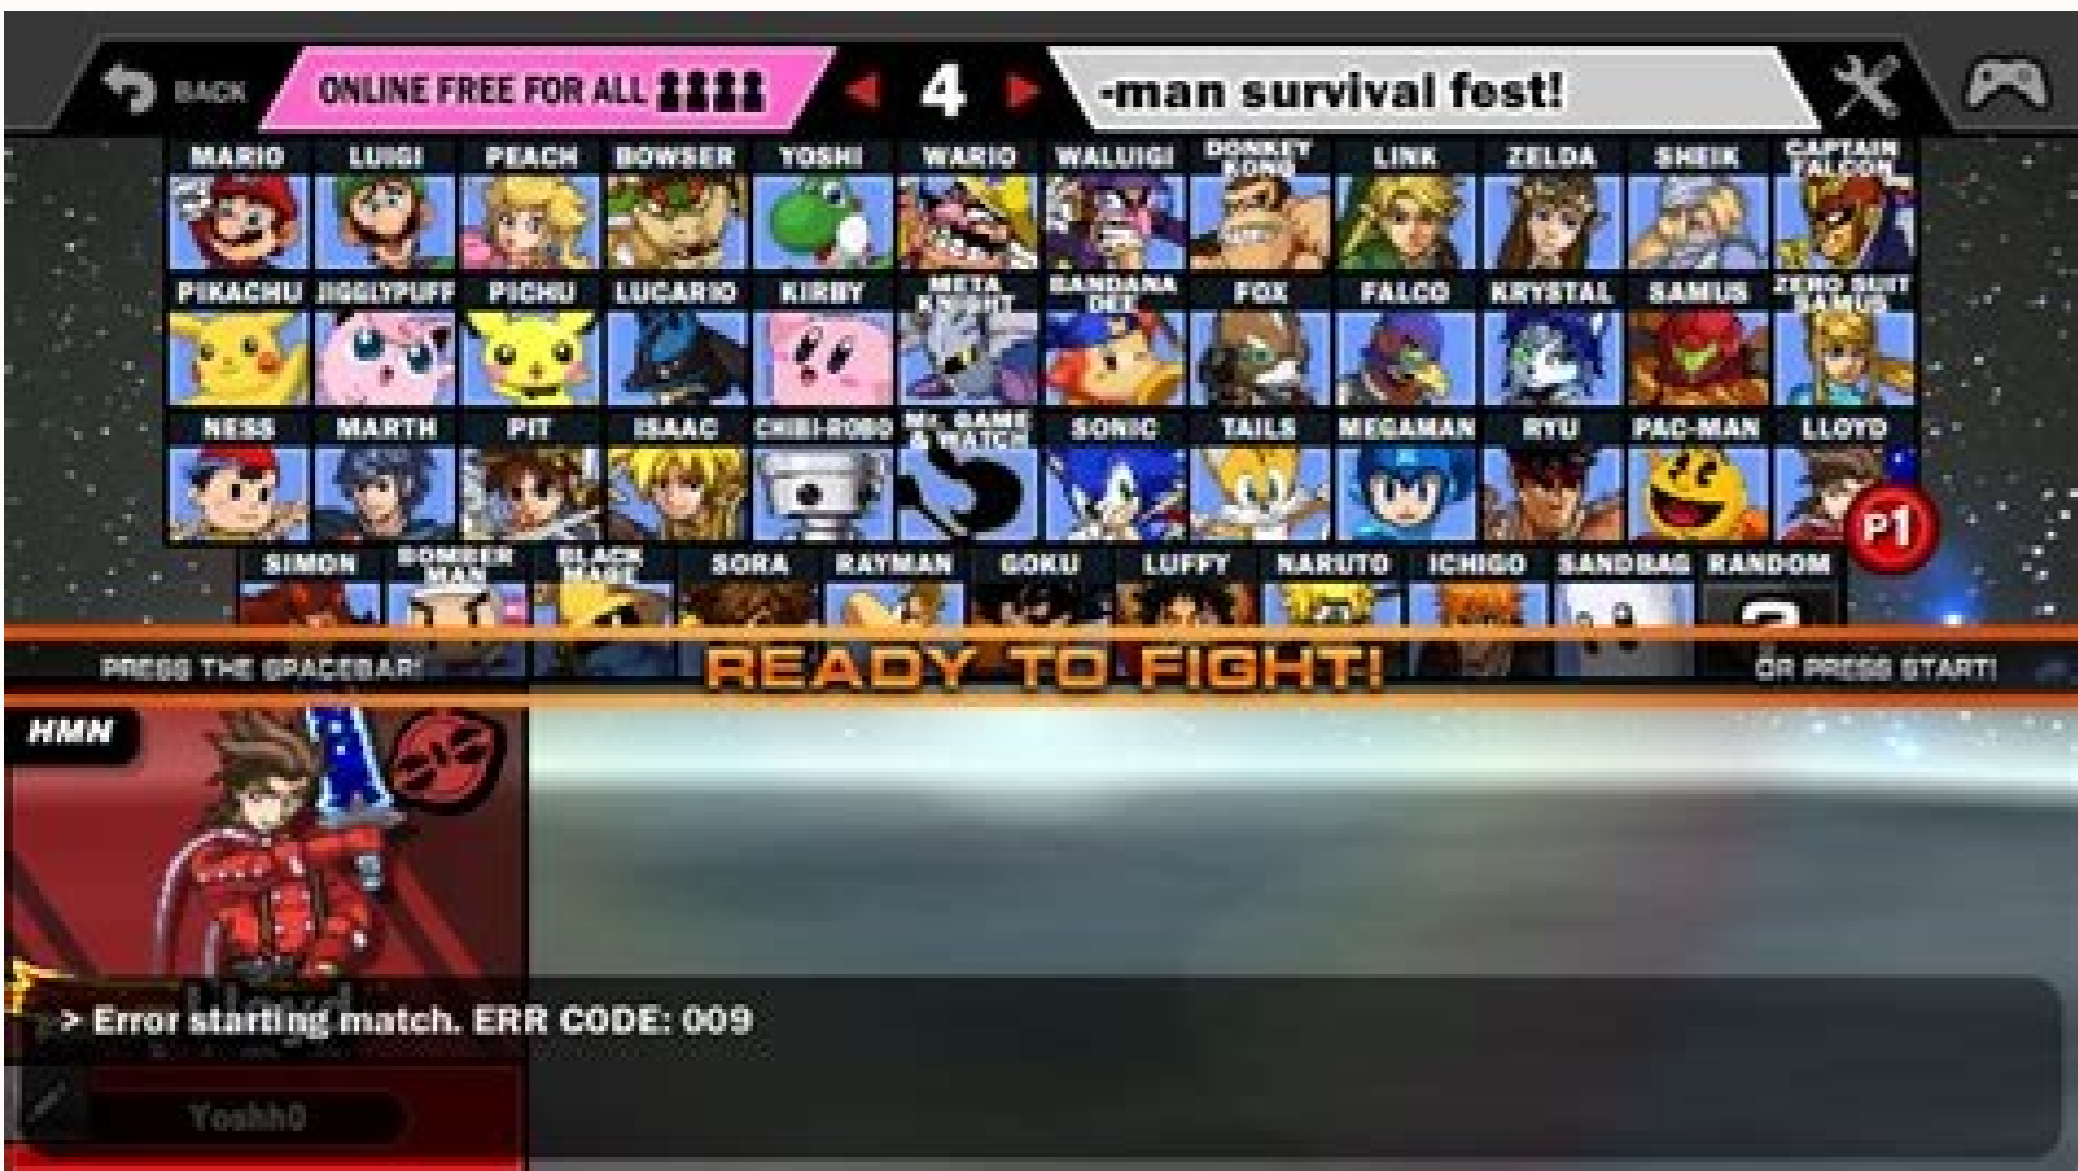 BACK
ONLINE FREE FOR ALL
4
-man survival fest!
MARIO LUIGI PEACH BOWSER YOSHI WARIO WALUIGI DONKEY KONG LINK ZELDA SHEIK CAPTAIN FALCON
PIKACHU JIGGLYPUFF PICHU LUCARIO KIRBY META KNIGHT BANDANA DEE FOX FALCO KRYSTAL SAMUS ZERO SUIT SAMUS
NESS MARTH PIT ISAAC CHIBI-ROBO Mr. GAME & WATCH SONIC TAILS MEGAMAN RYU PAC-MAN LLOYD
P1
SIMON BOMBER MAN BLACK MAGE SORA RAYMAN GOKU LUFFY NARUTO ICHIGO SANDBAG RANDOM
?
PRESS THE SPACEBAR!
READY TO FIGHT!
OR PRESS START!
HMN
Lloyd
> Error starting match. ERR CODE: 009
Yoshh0